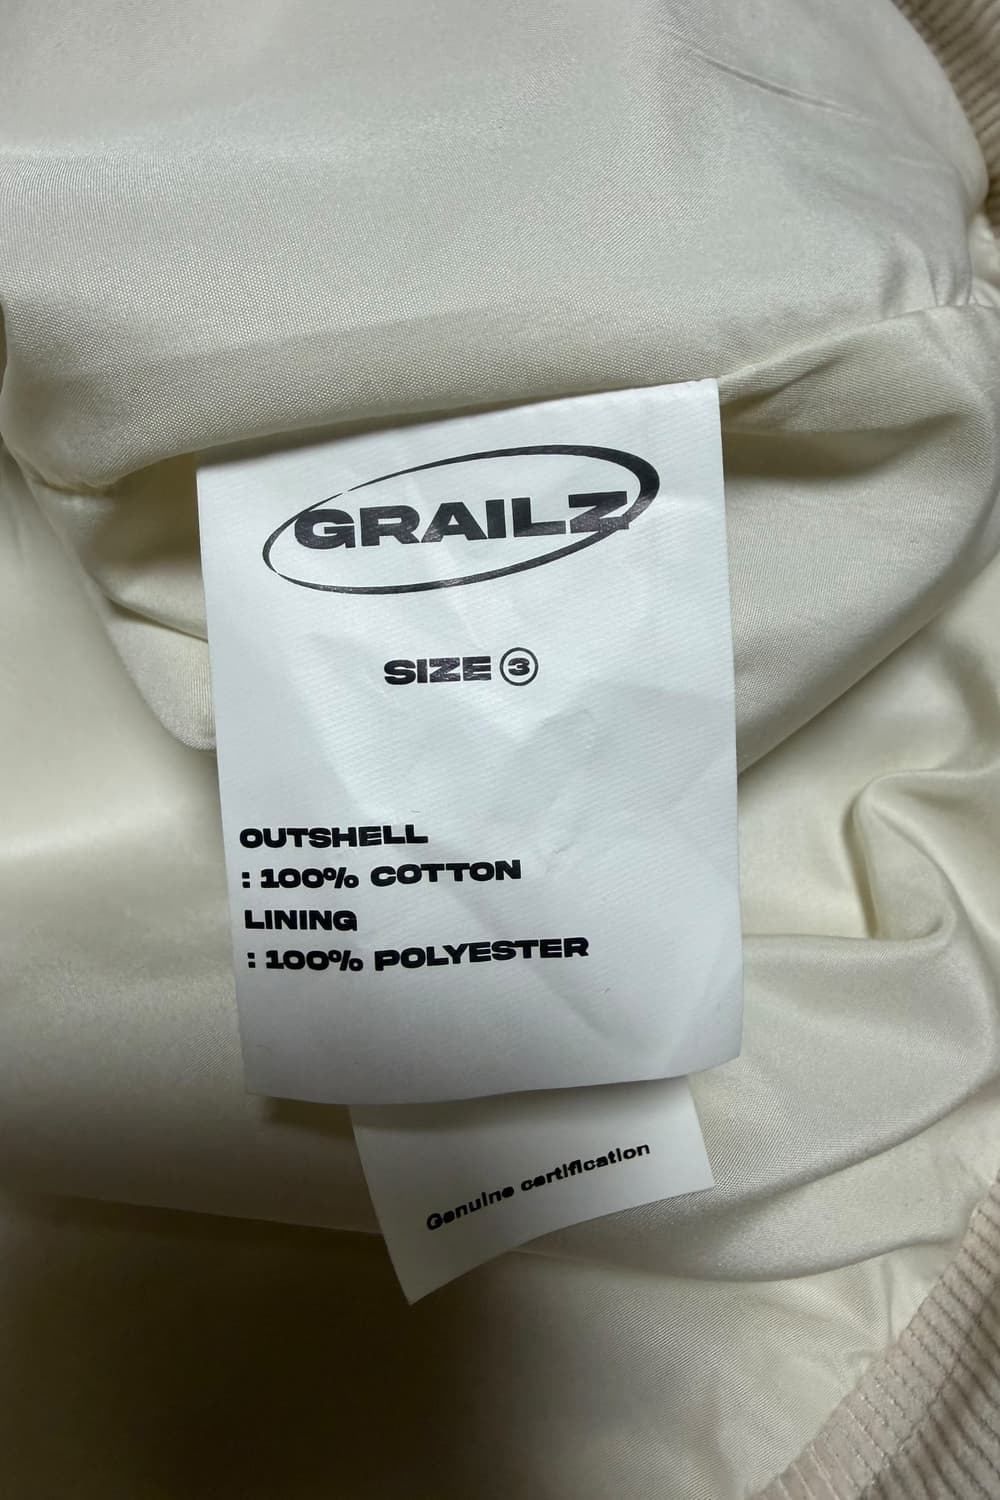 GRAILZ
SIZE 3
OUTSHELL
: 100% COTTON
LINING
: 100% POLYESTER
Genuine certification